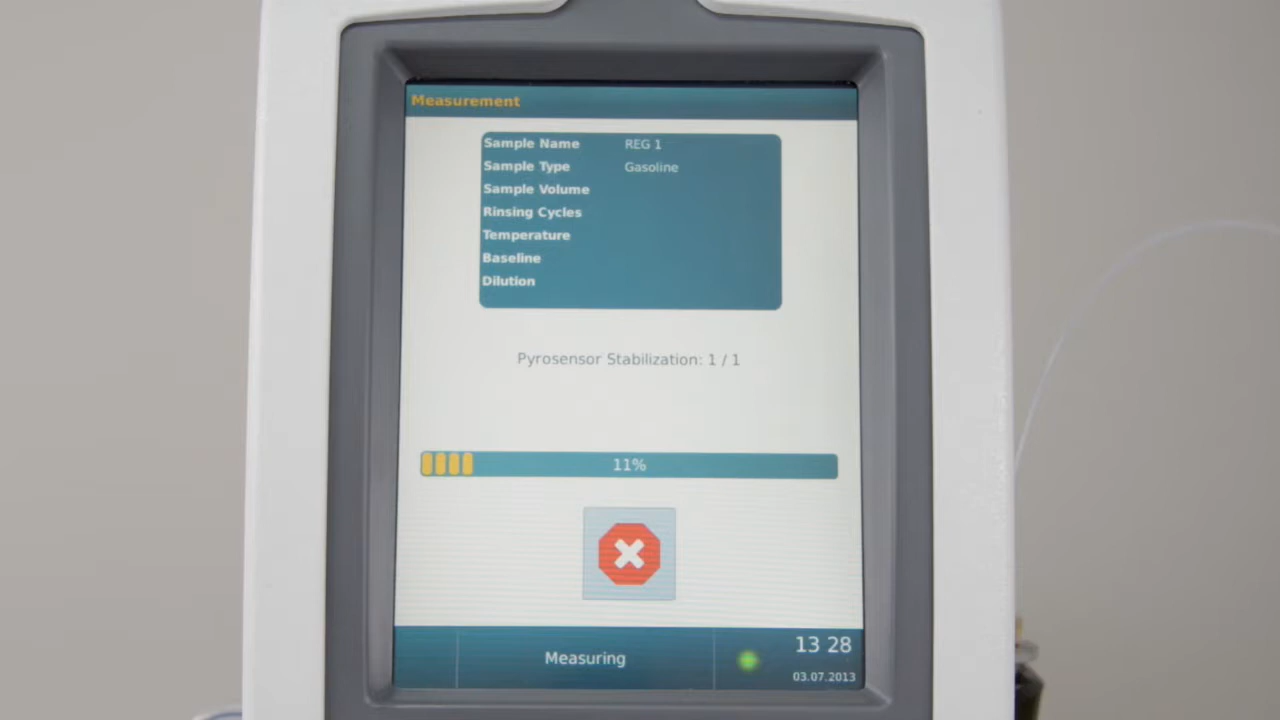 Measurement
Sample Name REG 1
Sample Type Gasoline
Sample Volume
Rinsing Cycles
Temperature
Baseline
Dilution
Pyrosensor Stabilization: 1 / 1
11%
Measuring
13 28
03.07.2013